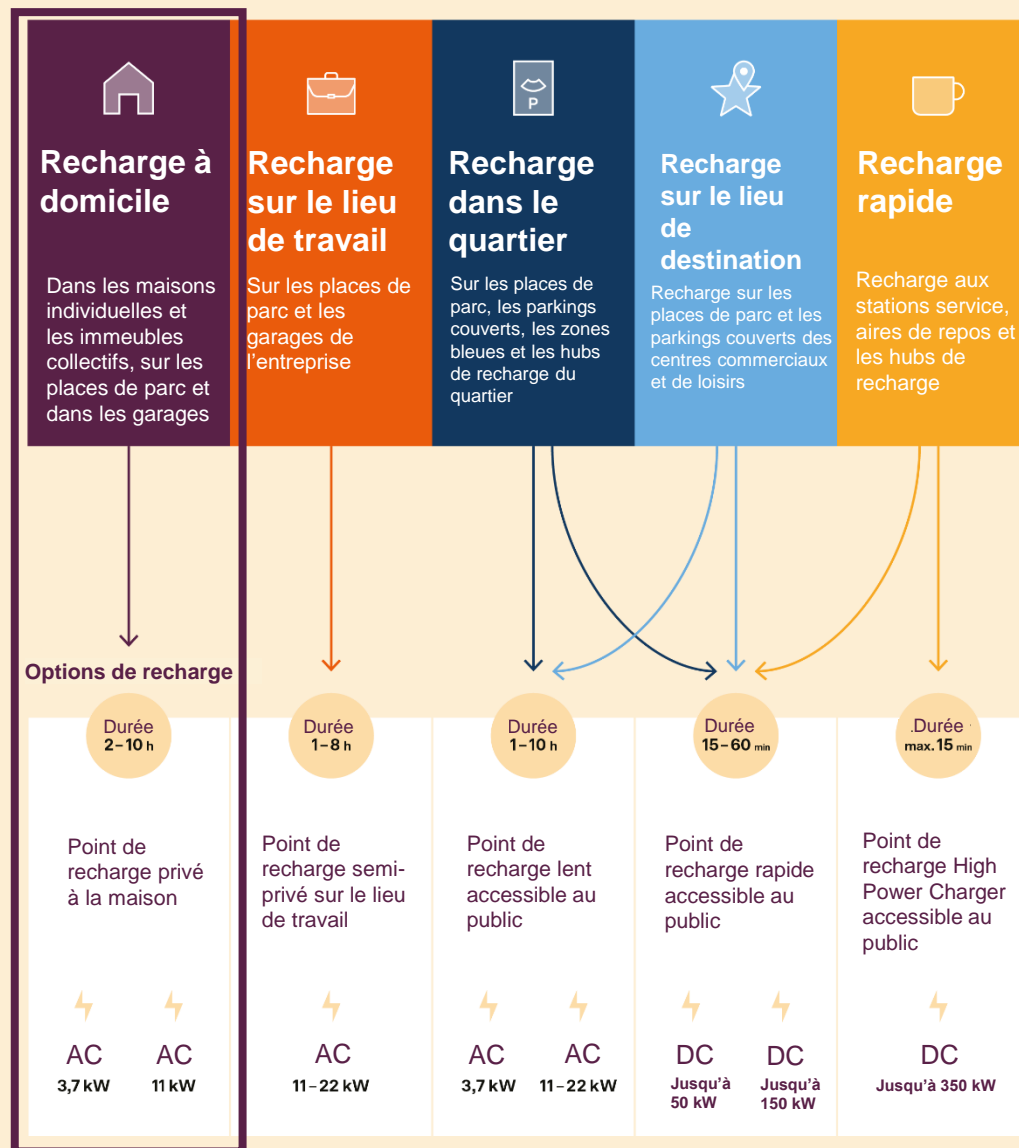 Recharge à
domicile
Dans les maisons
individuelles et
les immeubles
collectifs, sur les
places de parc et
dans les garages
Recharge
sur le lieu
de travail
Sur les places de
parc et les
garages de
l'entreprise
P
Recharge
dans le
quartier
Sur les places de
parc, les parkings
couverts, les zones
bleues et les hubs
de recharge du
quartier
Recharge
sur le lieu
de
destination
Recharge sur les
places de parc et les
parkings couverts des
centres commerciaux
et de loisirs
Recharge
rapide
Recharge aux
stations service,
aires de repos et
les hubs de
recharge
Options de recharge
Durée
2–10 h
Point de
recharge privé
à la maison
AC
3,7 kW
AC
11 kW
Durée
1–8 h
Point de
recharge semi-
privé sur le lieu
de travail
AC
11–22 kW
Durée
1–10 h
Point de
recharge lent
accessible au
public
AC
3,7 kW
AC
11–22 kW
Durée
15–60 min
Point de
recharge rapide
accessible au
public
DC
Jusqu'à
50 kW
DC
Jusqu'à
150 kW
.Durée
max. 15 min
Point de
recharge High
Power Charger
accessible au
public
DC
Jusqu'à 350 kW